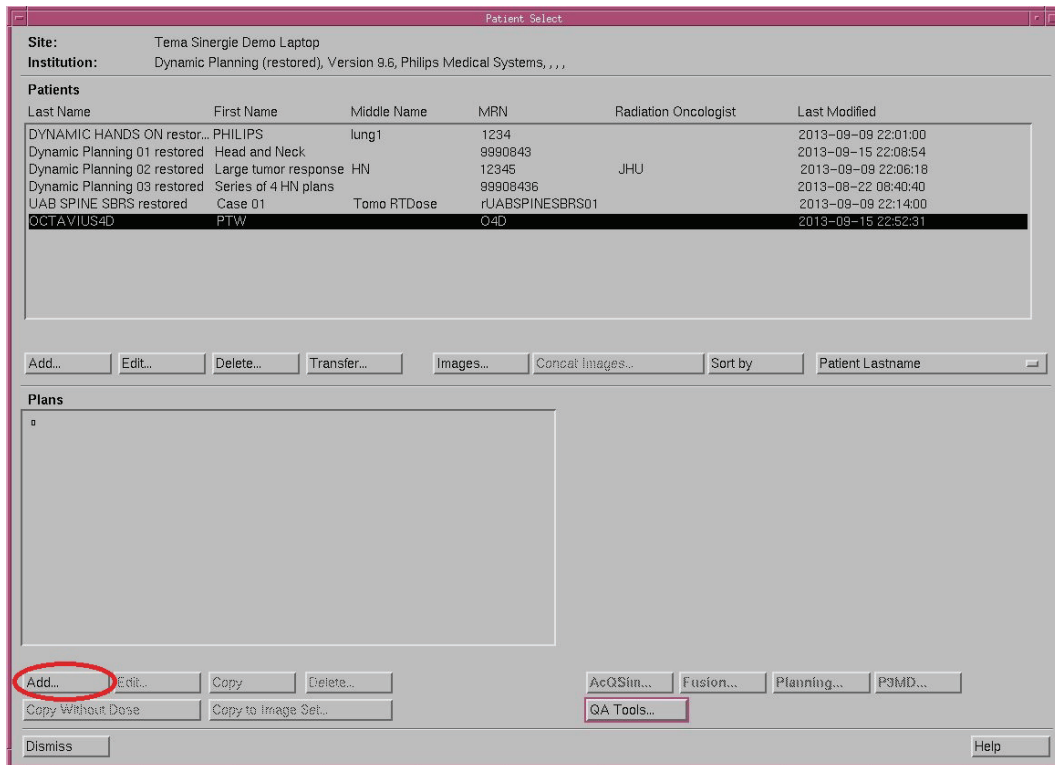 Patient Select
Site: Tema Sinergie Demo Laptop
Institution: Dynamic Planning (restored), Version 9.6, Philips Medical Systems, , , ,
Patients
Last Name First Name Middle Name MRN Radiation Oncologist Last Modified
DYNAMIC HANDS ON restor... PHILIPS lung1 1234 2013-09-09 22:01:00
Dynamic Planning 01 restored Head and Neck 9990843 2013-09-15 22:08:54
Dynamic Planning 02 restored Large tumor response HN 12345 JHU 2013-09-09 22:06:18
Dynamic Planning 03 restored Series of 4 HN plans 99908436 2013-08-22 08:40:40
UAB SPINE SBRS restored Case 01 Tomo RTDose rUABSPINESBRS01 2013-09-09 22:14:00
OCTAVIUS4D PTW O4D 2013-09-15 22:52:31
Add... Edit... Delete... Transfer... Images... Concat Images... Sort by Patient Lastname
Plans
Add... Edit... Copy Delete... AcQSim... Fusion... Planning... P3MD...
Copy Without Dose Copy to Image Set... QA Tools...
Dismiss Help